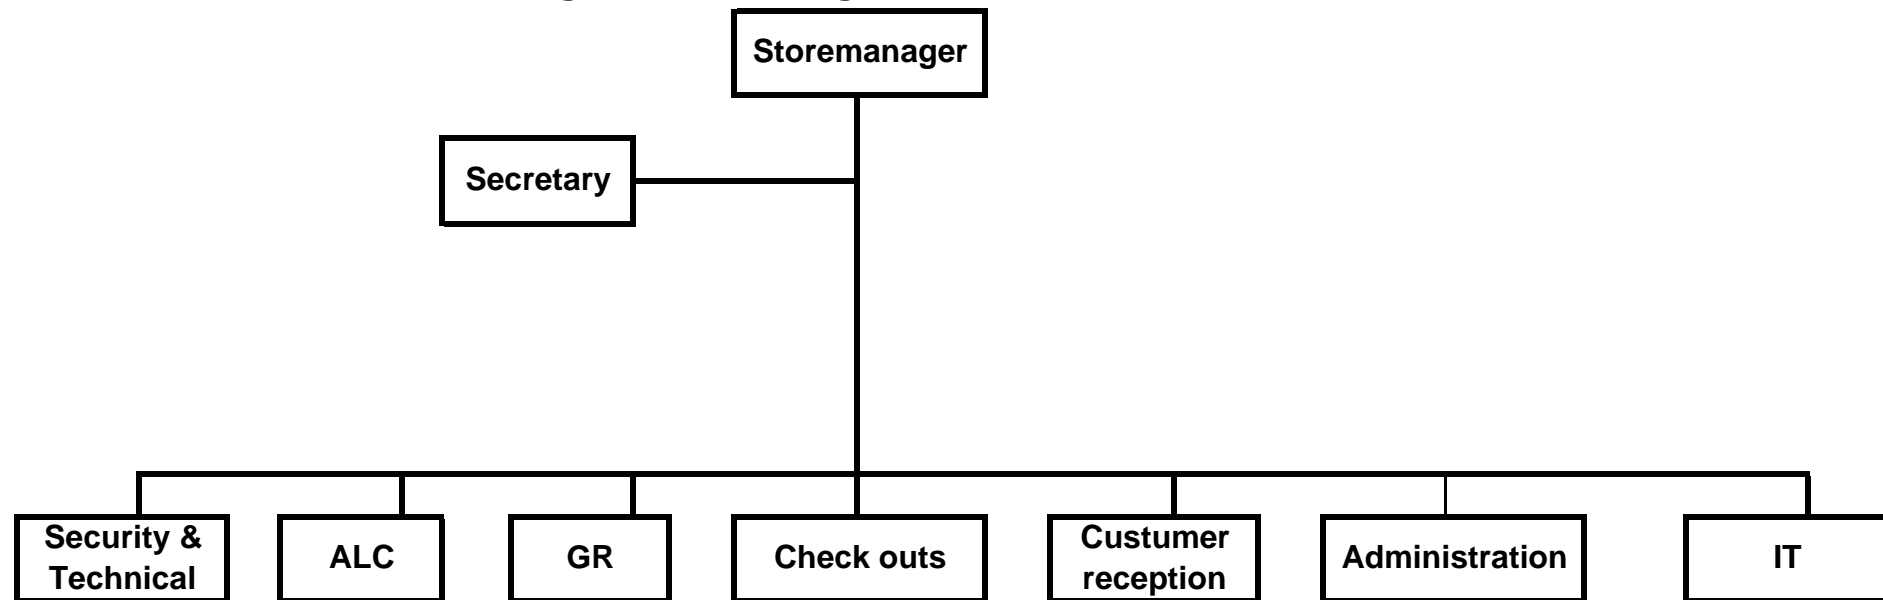 Storemanager
Secretary
Security &
Technical
ALC
GR
Check outs
Custumer
reception
Administration
IT